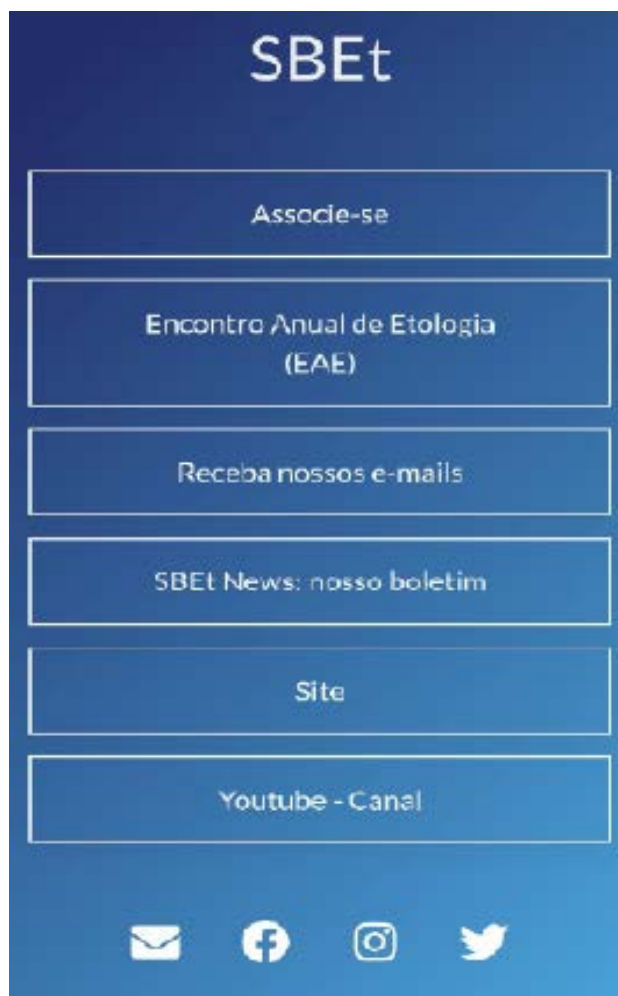 SBEt
Associe-se
Encontro Anual de Etologia
(EAE)
Receba nossos e-mails
SBEt News: nosso boletim
Site
Youtube - Canal